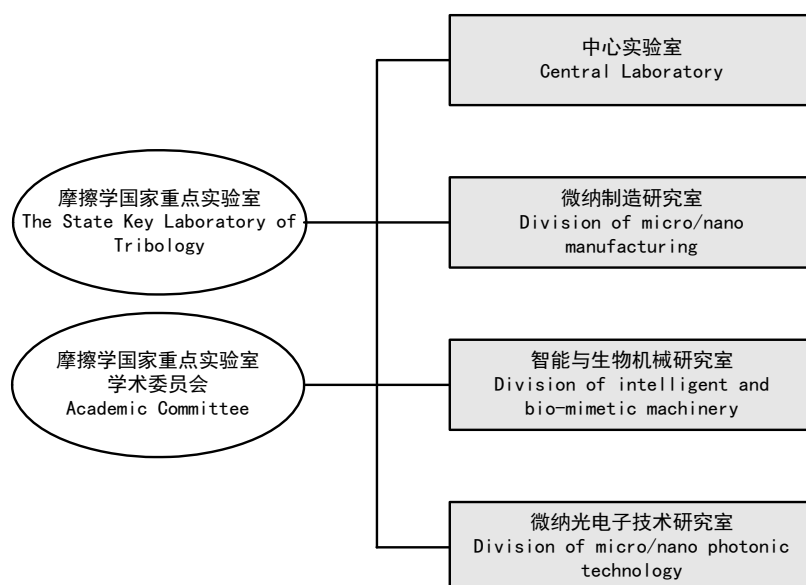 中心实验室
Central Laboratory
摩擦学国家重点实验室
The State Key Laboratory of
Tribology
微纳制造研究室
Division of micro/nano
manufacturing
摩擦学国家重点实验室
学术委员会
Academic Committee
智能与生物机械研究室
Division of intelligent and
bio-mimetic machinery
微纳光电子技术研究室
Division of micro/nano photonic
technology